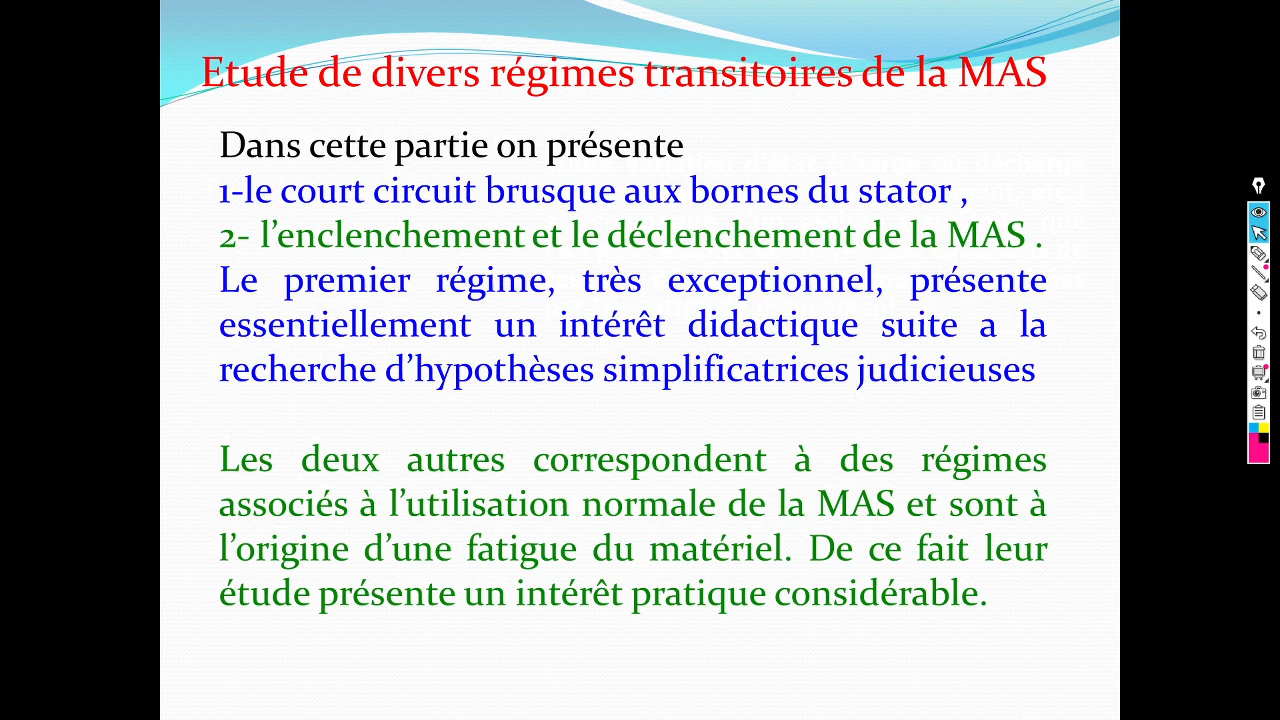 Etude de divers régimes transitoires de la MAS
Dans cette partie on présente
1-le court circuit brusque aux bornes du stator ,
2- l’enclenchement et le déclenchement de la MAS .
Le premier régime, très exceptionnel, présente
essentiellement un intérêt didactique suite a la
recherche d’hypothèses simplificatrices judicieuses
Les deux autres correspondent à des régimes
associés à l’utilisation normale de la MAS et sont à
l’origine d’une fatigue du matériel. De ce fait leur
étude présente un intérêt pratique considérable.